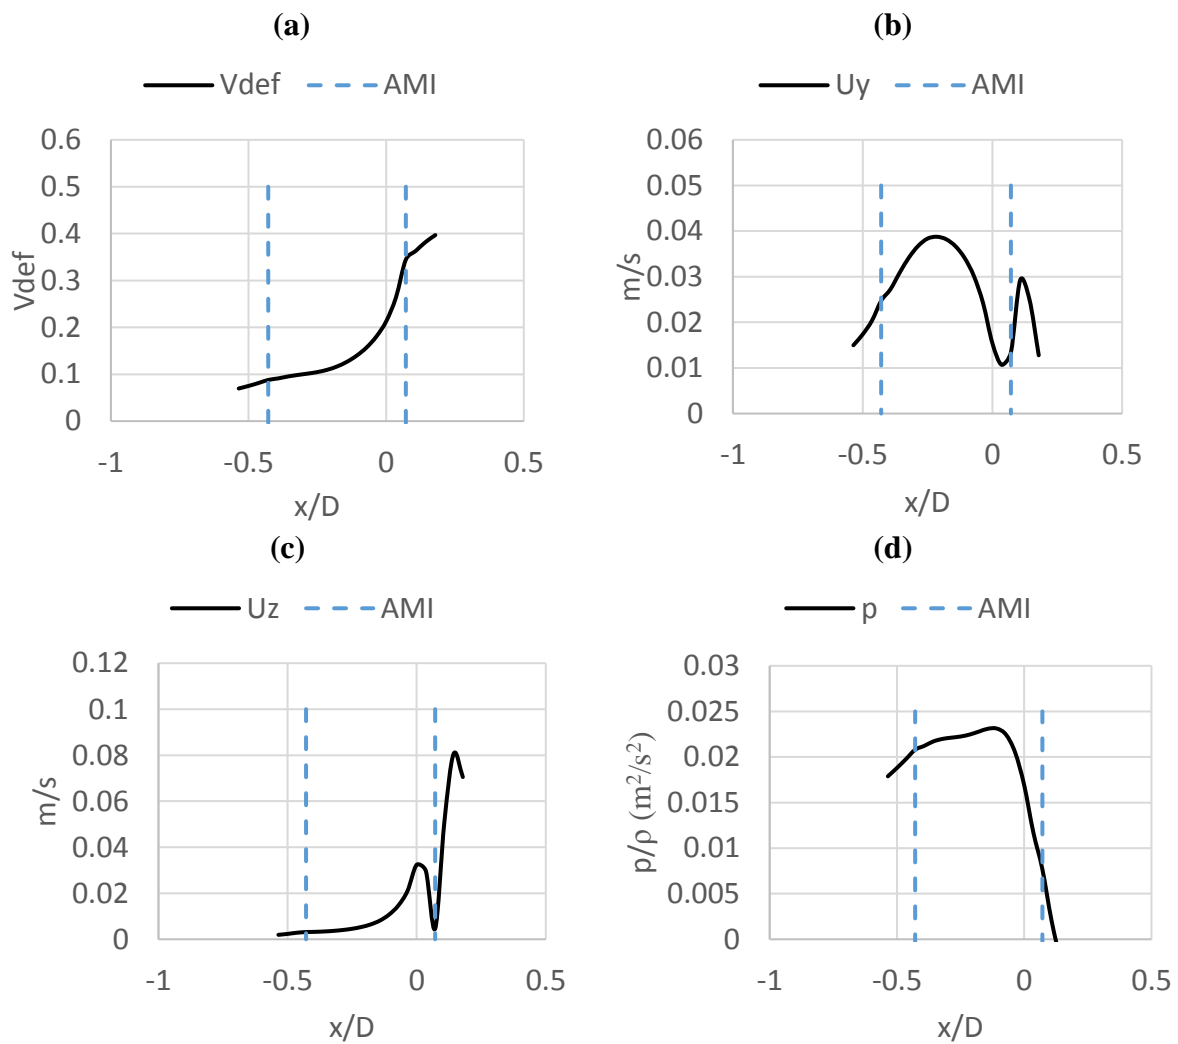 (a)
Vdef AMI
0.6
0.5
0.4
0.3
0.2
0.1
0
Vdef
-1 -0.5 0 0.5
x/D
(b)
Uy AMI
0.06
0.05
0.04
0.03
0.02
0.01
0
m/s
-1 -0.5 0 0.5
x/D
(c)
Uz AMI
0.12
0.1
0.08
0.06
0.04
0.02
0
m/s
-1 -0.5 0 0.5
x/D
(d)
p AMI
0.03
0.025
0.02
0.015
0.01
0.005
0
p/ρ (m²/s²)
-1 -0.5 0 0.5
x/D